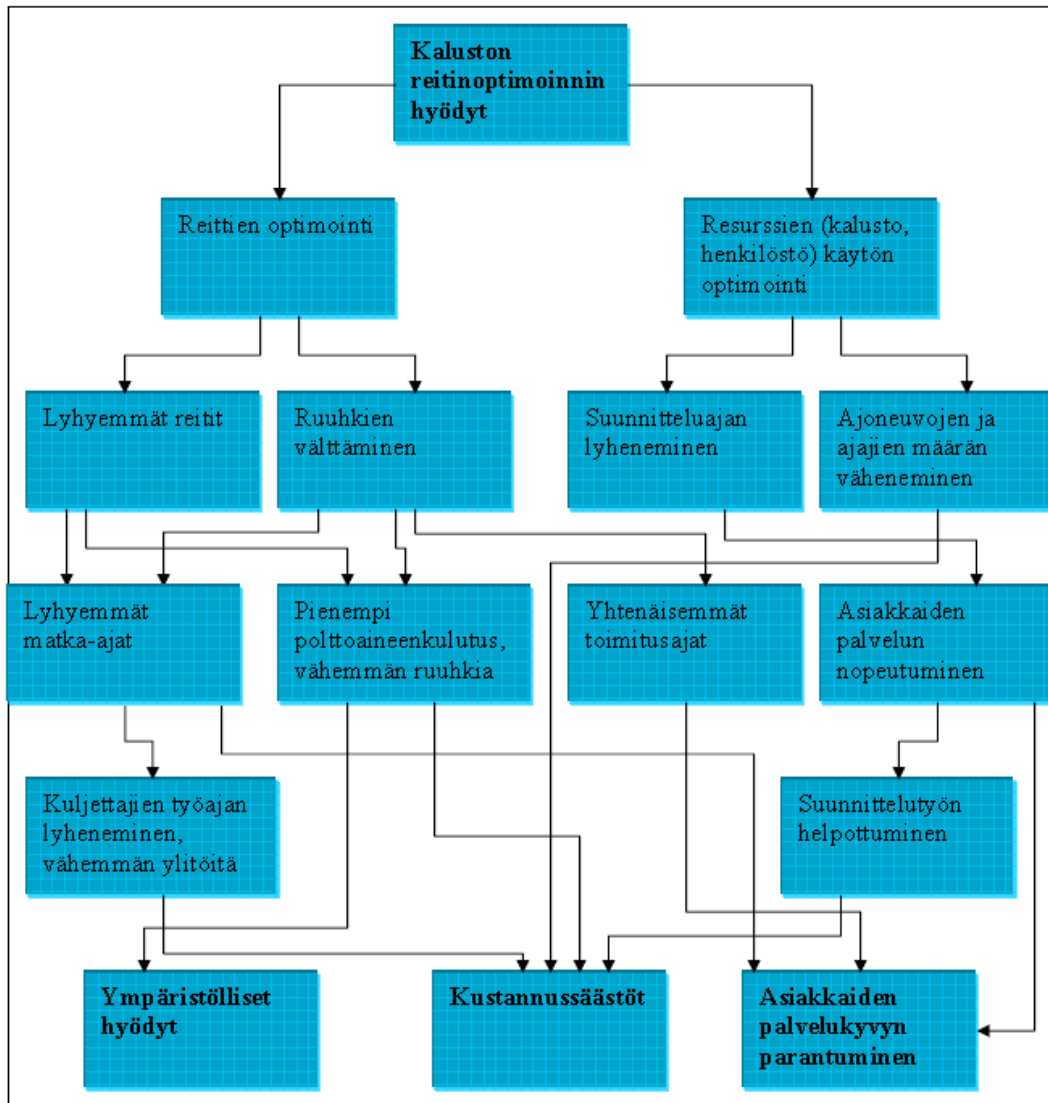 Kaluston
reitinoptimoinnin
hyödyt
Reittien optimointi
Resurssien (kalusto,
henkilöstö) käytön
optimointi
Lyhyemmät reitit
Ruuhkien
välttäminen
Suunnitteluajan
lyheneminen
Ajoneuvojen ja
ajajien määrän
väheneminen
Lyhyemmät
matka-ajat
Pienempi
polttoaineenkulutus,
vähemmän ruuhkia
Yhtenäisemmät
toimitusajat
Asiakkaiden
palvelun
nopeutuminen
Kuljettajien työajan
lyheneminen,
vähemmän ylitöitä
Suunnittelutyön
helpottuminen
Ympäristölliset
hyödyt
Kustannussäästöt
Asiakkaiden
palvelukyvyn
parantuminen